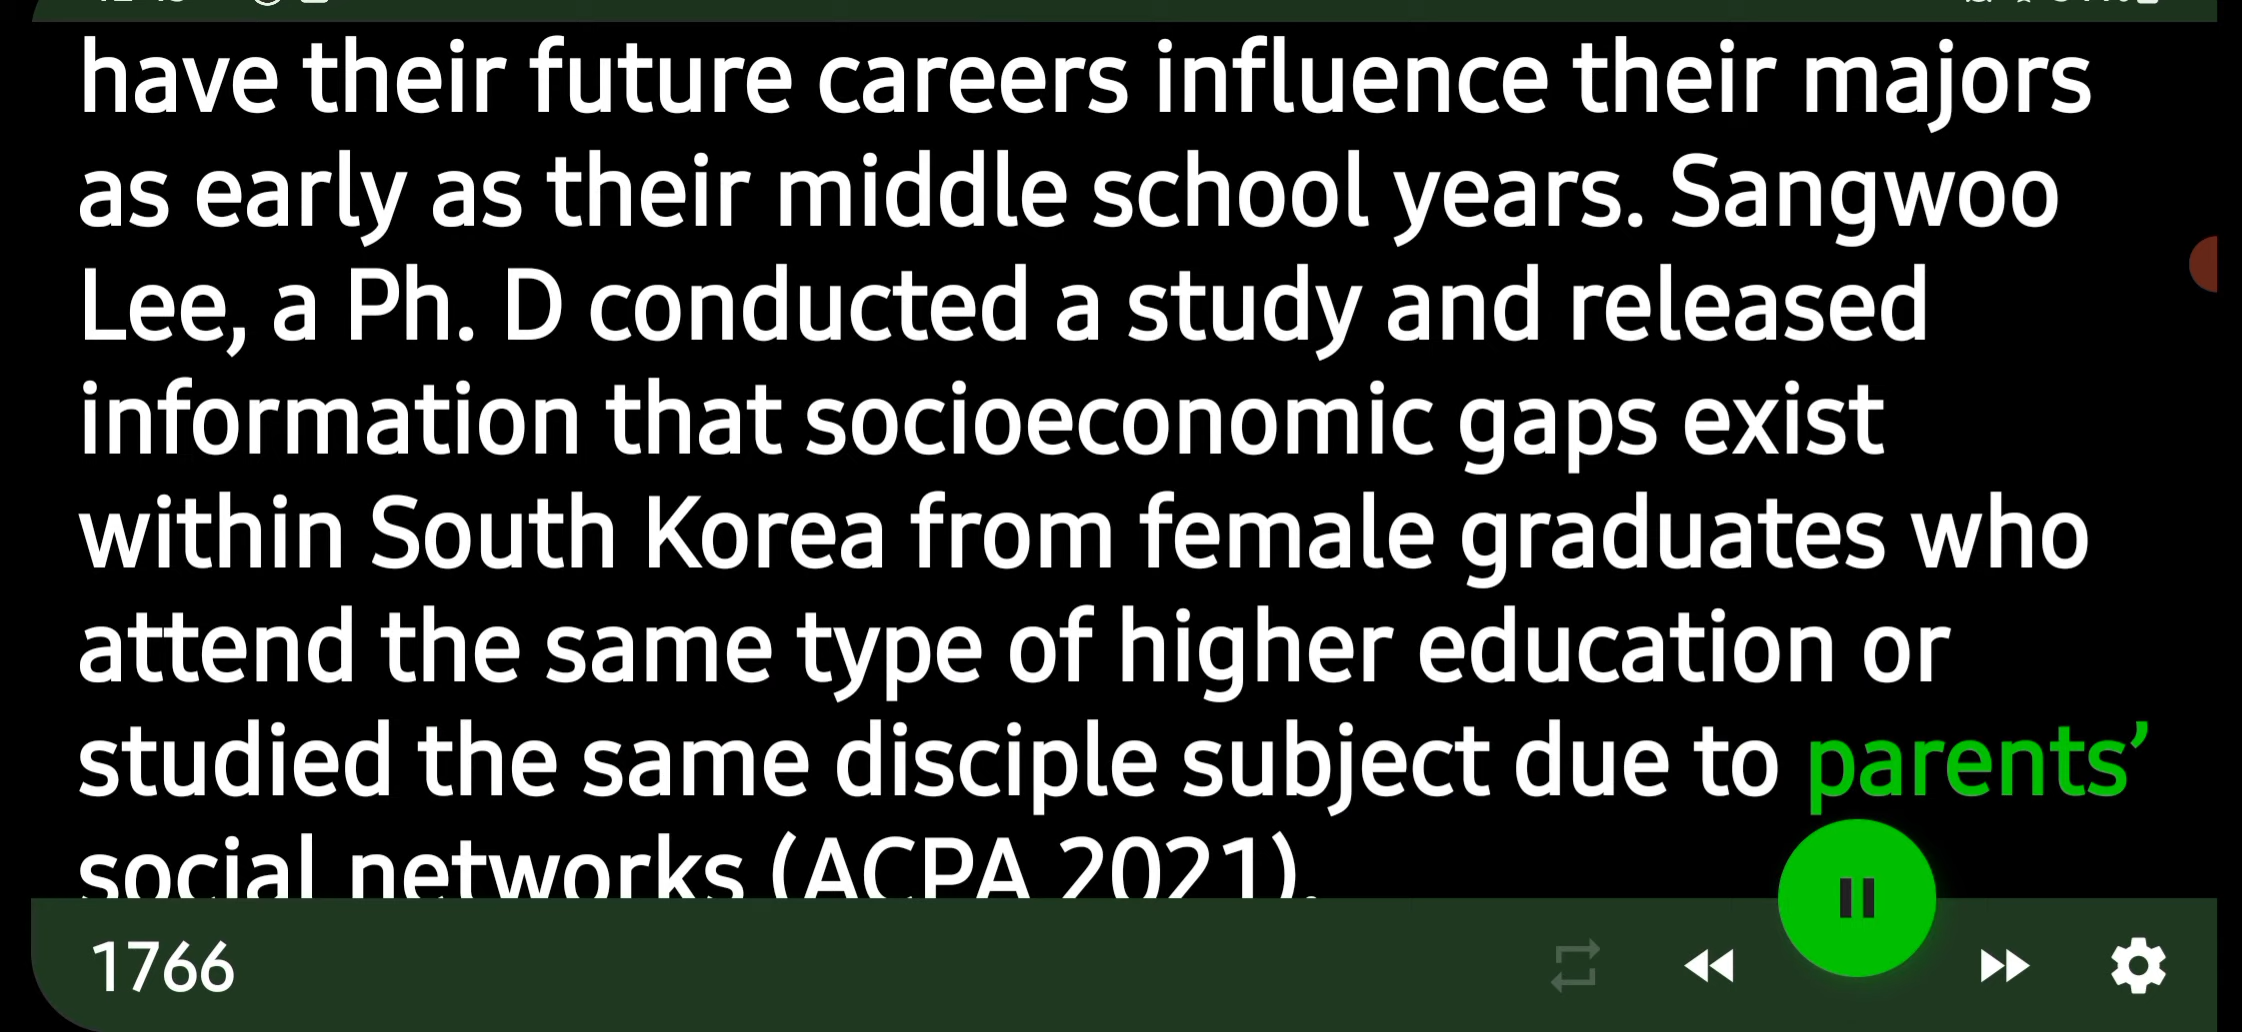 have their future careers influence their majors
as early as their middle school years. Sangwoo
Lee, a Ph. D conducted a study and released
information that socioeconomic gaps exist
within South Korea from female graduates who
attend the same type of higher education or
studied the same disciple subject due to parents’
social networks (ACPA 2021).
1766